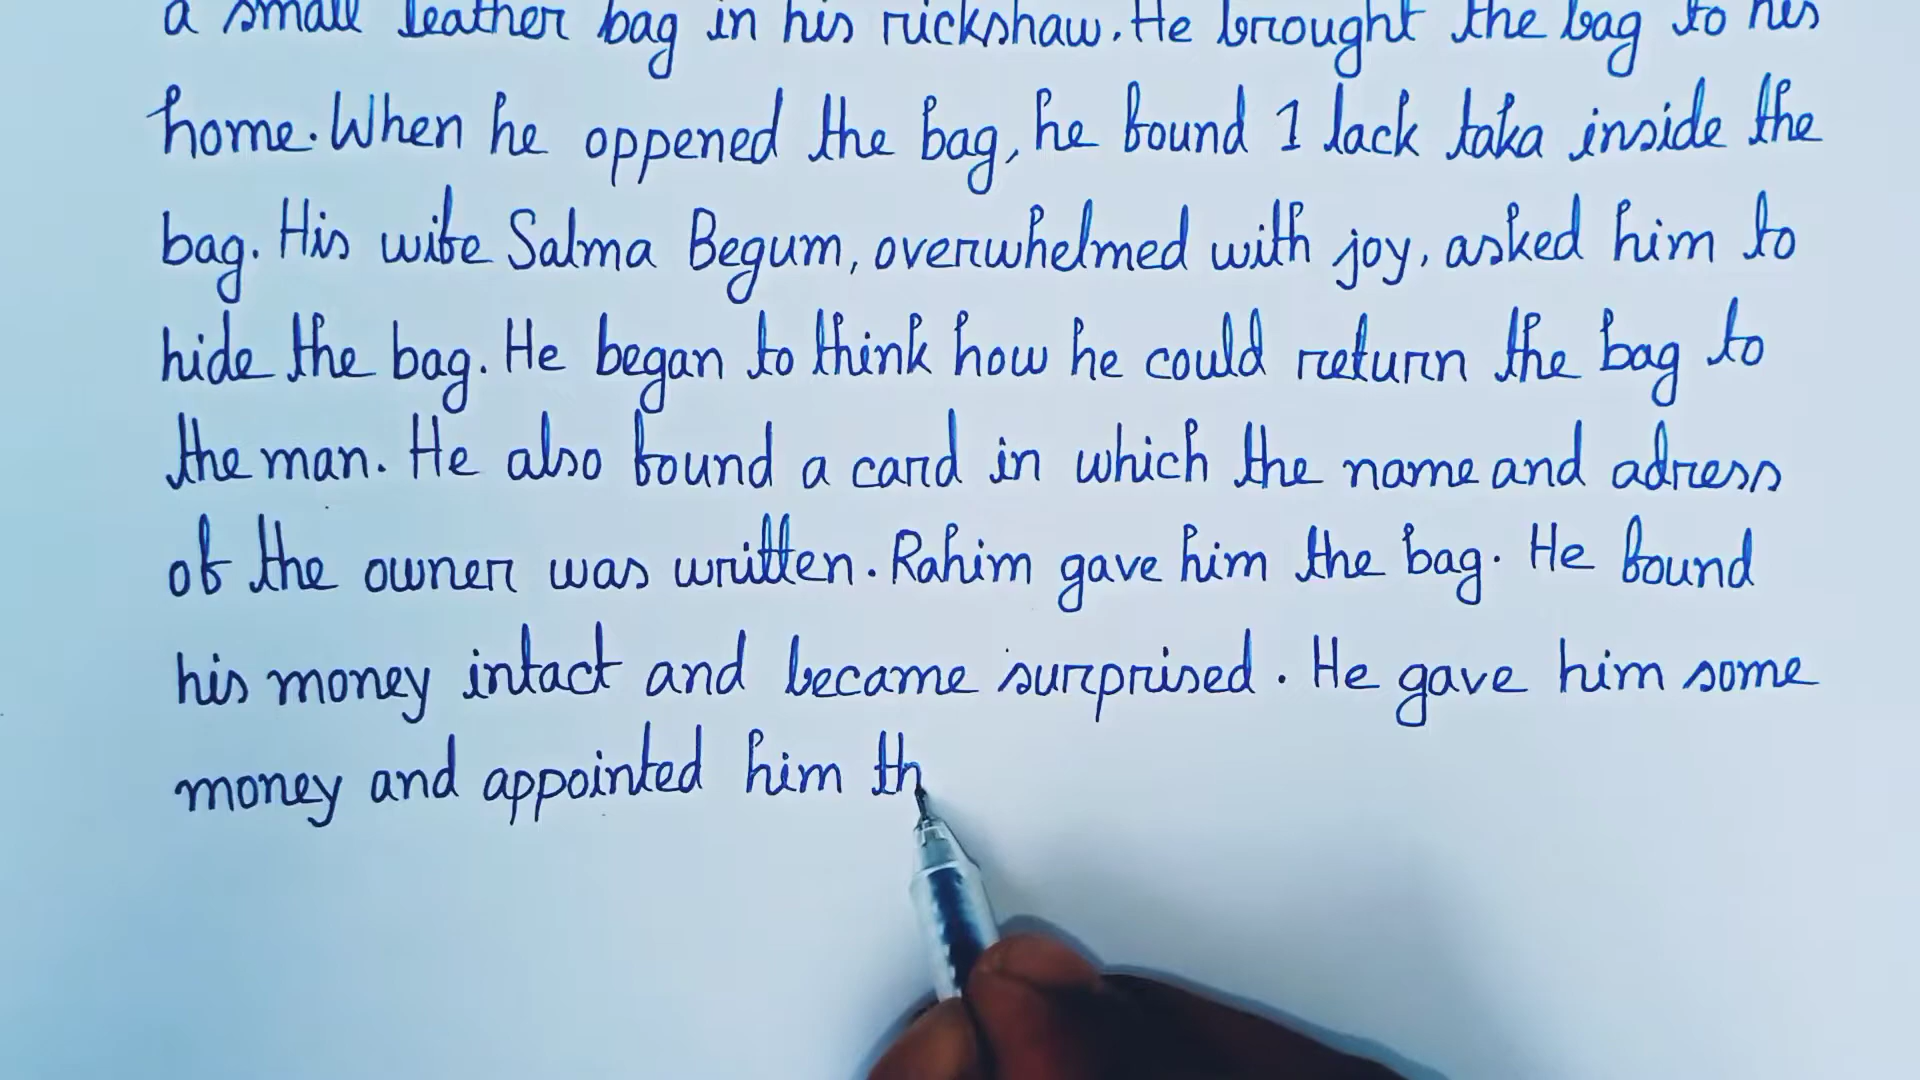 a small leather bag in his rickshaw. He brought the bag to his
home. When he oppened the bag, he found 1 lack taka inside the
bag. His wife Salma Begum, overwhelmed with joy, asked him to
hide the bag. He began to think how he could return the bag to
the man. He also found a card in which the name and adress
of the owner was written. Rahim gave him the bag. He found
his money intact and became surprised. He gave him some
money and appointed him th